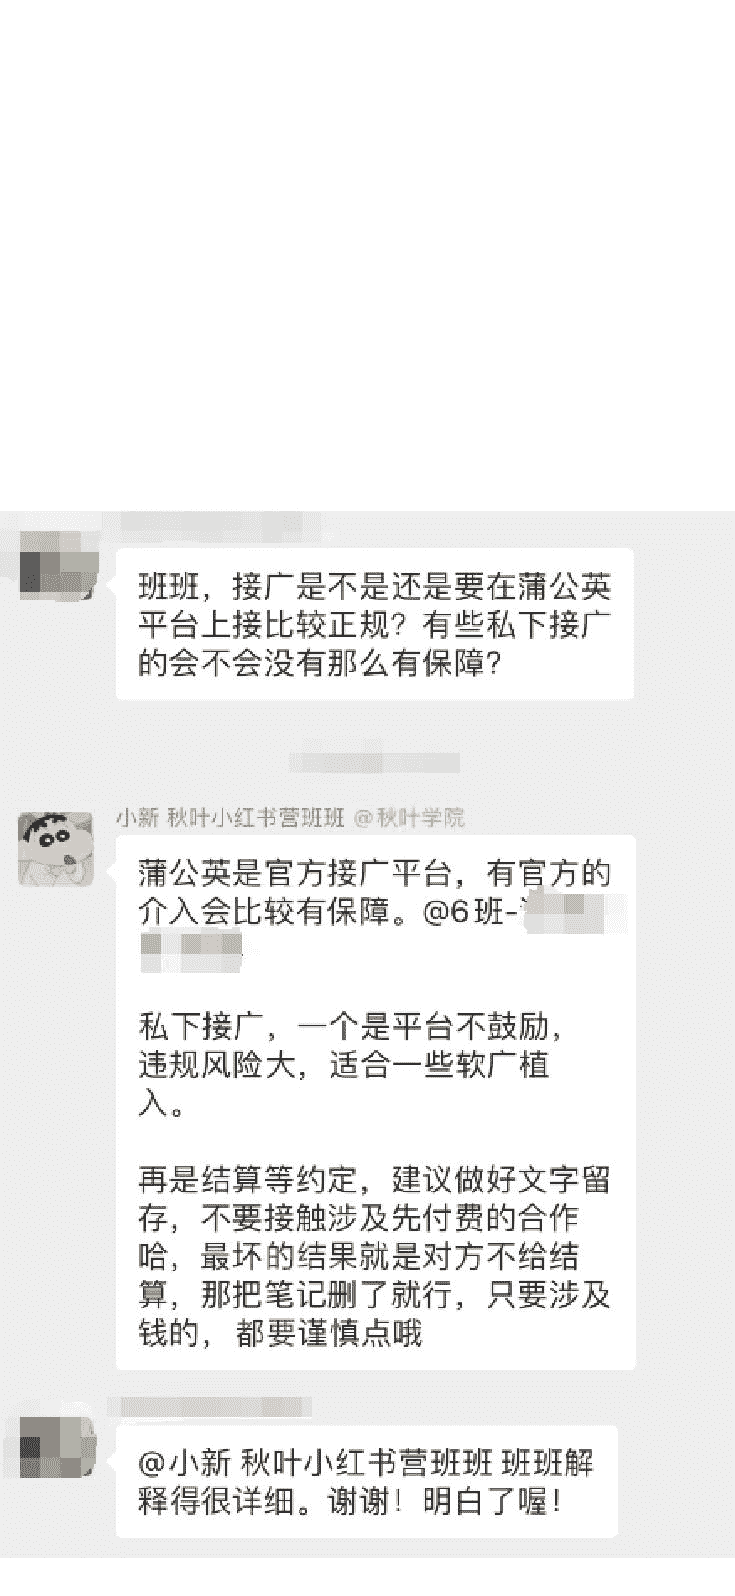 班班，接广是不是还是要在蒲公英
平台上接比较正规？有些私下接广
的会不会没有那么有保障？
小新 秋叶小红书营班班 @秋叶学院
蒲公英是官方接广平台，有官方的
介入会比较有保障。@6班-
私下接广，一个是平台不鼓励，
违规风险大，适合一些软广植
入。
再是结算等约定，建议做好文字留
存，不要接触涉及先付费的合作
哈，最坏的结果就是对方不给结
算，那把笔记删了就行，只要涉及
钱的，都要谨慎点哦
@小新 秋叶小红书营班班 班班解
释得很详细。谢谢！明白了喔！